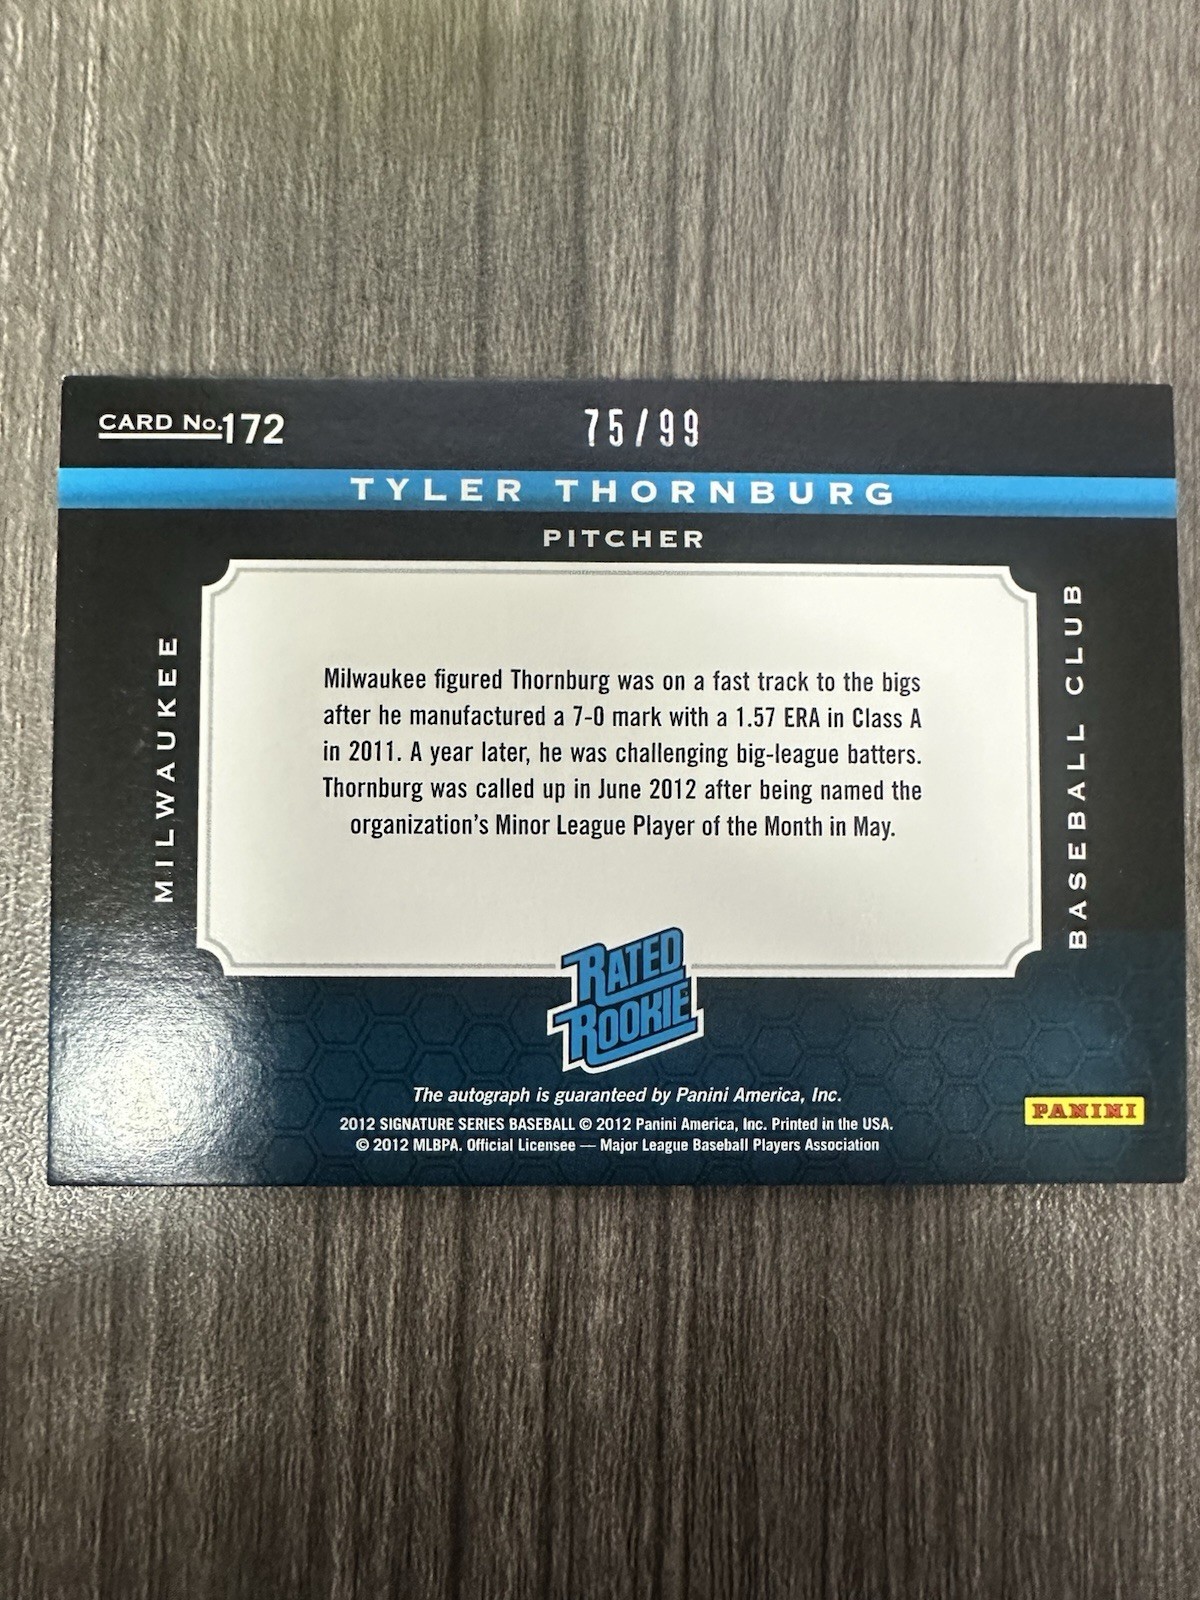 CARD No. 172
75/99
TYLER THORNBURG
PITCHER
MILWAUKEE
BASEBALL CLUB
Milwaukee figured Thornburg was on a fast track to the bigs
after he manufactured a 7-0 mark with a 1.57 ERA in Class A
in 2011. A year later, he was challenging big-league batters.
Thornburg was called up in June 2012 after being named the
organization's Minor League Player of the Month in May.
RATED
ROOKIE
The autograph is guaranteed by Panini America, Inc.
2012 SIGNATURE SERIES BASEBALL © 2012 Panini America, Inc. Printed in the USA.
© 2012 MLBPA. Official Licensee — Major League Baseball Players Association
PANINI